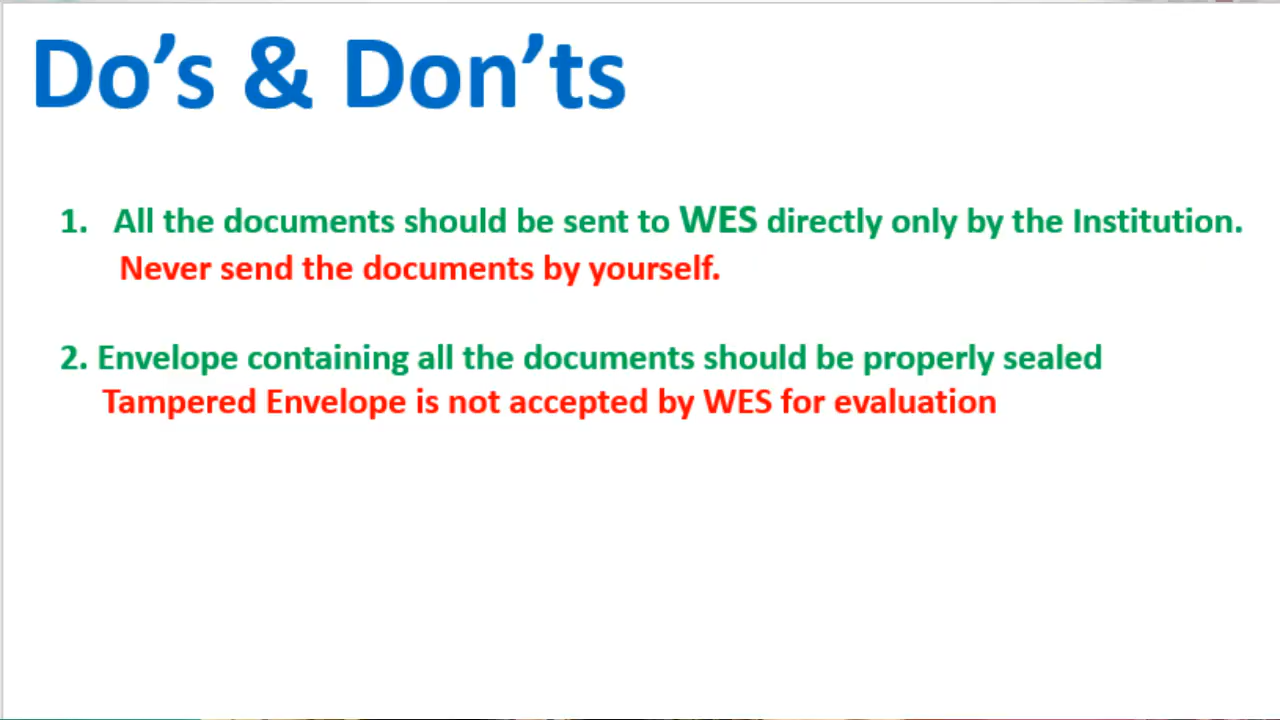 Do’s & Don’ts
1. All the documents should be sent to WES directly only by the Institution.
Never send the documents by yourself.
2. Envelope containing all the documents should be properly sealed
Tampered Envelope is not accepted by WES for evaluation